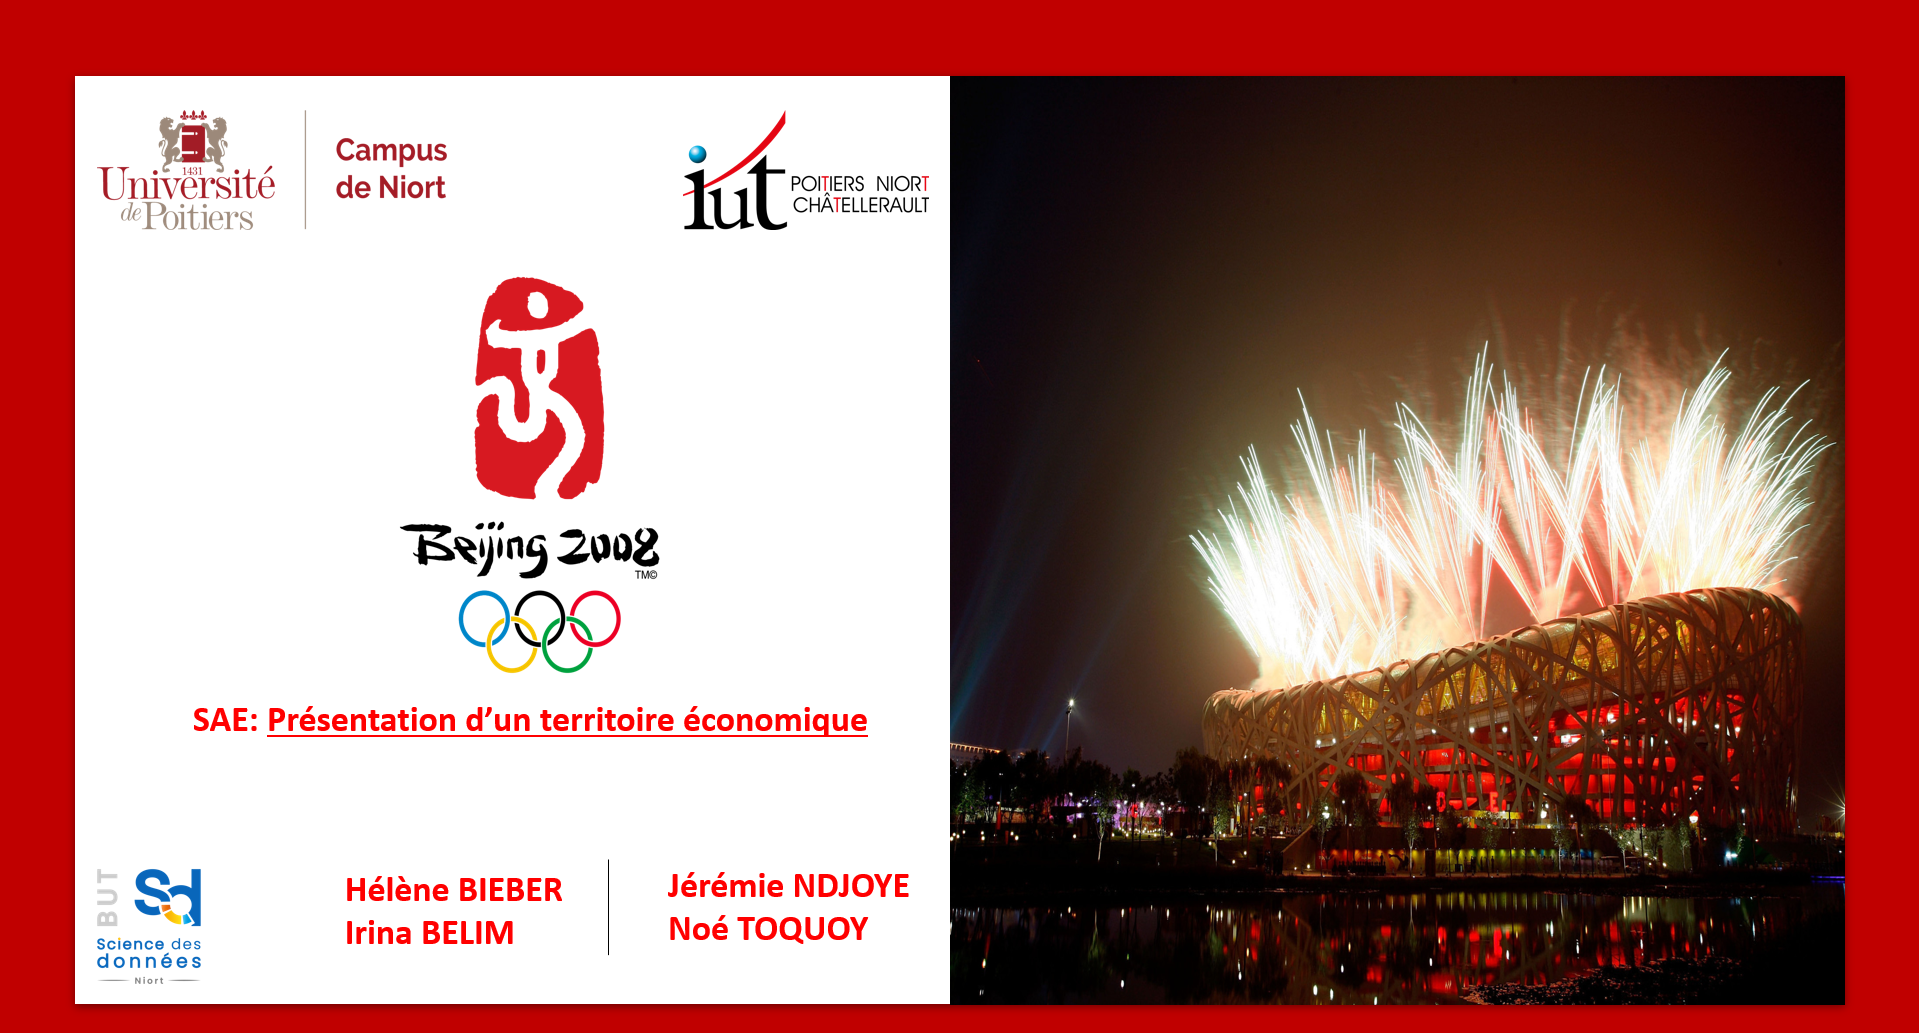 Université
de Poitiers
1431
Campus
de Niort
iut
POITIERS NIORT
CHÂTELLERAULT
Beijing 2008
TM©
SAE: Présentation d’un territoire économique
Hélène BIEBER
Irina BELIM
Jérémie NDJOYE
Noé TOQUOY
BUT
Sd
Science des
données
Niort